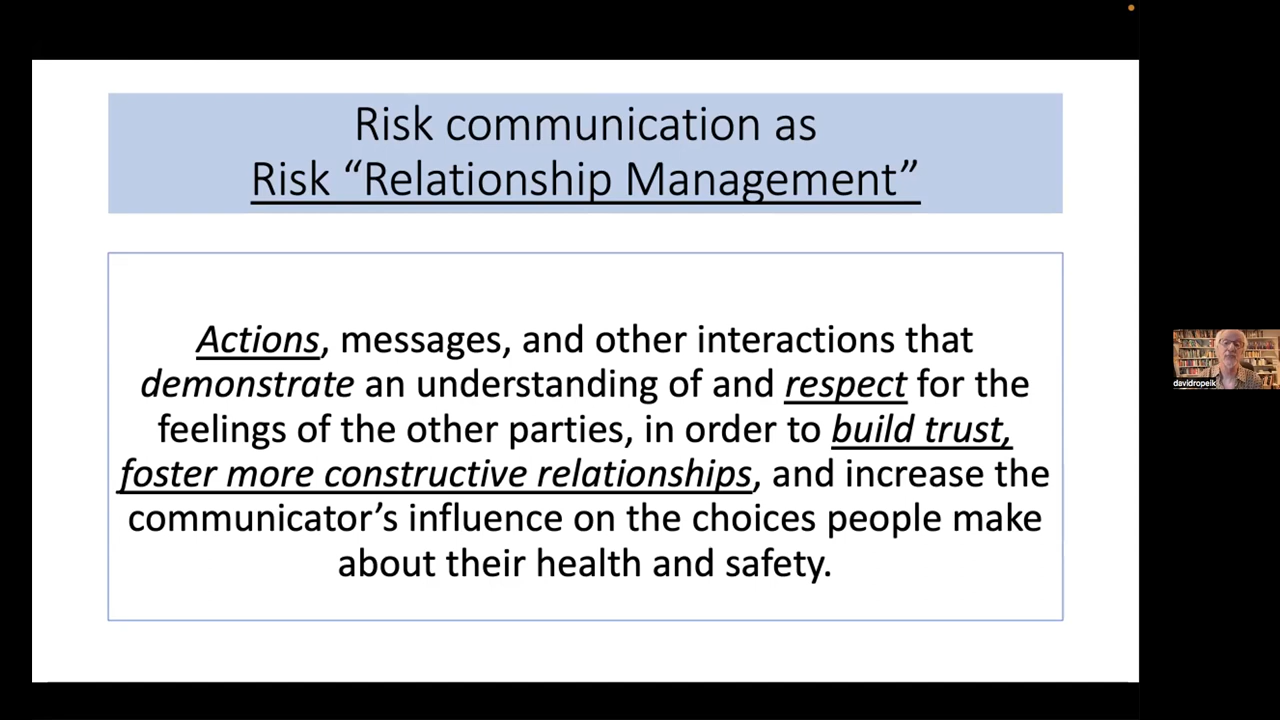 Risk communication as
Risk “Relationship Management”
Actions, messages, and other interactions that
demonstrate an understanding of and respect for the
feelings of the other parties, in order to build trust,
foster more constructive relationships, and increase the
communicator’s influence on the choices people make
about their health and safety.
davidropeik